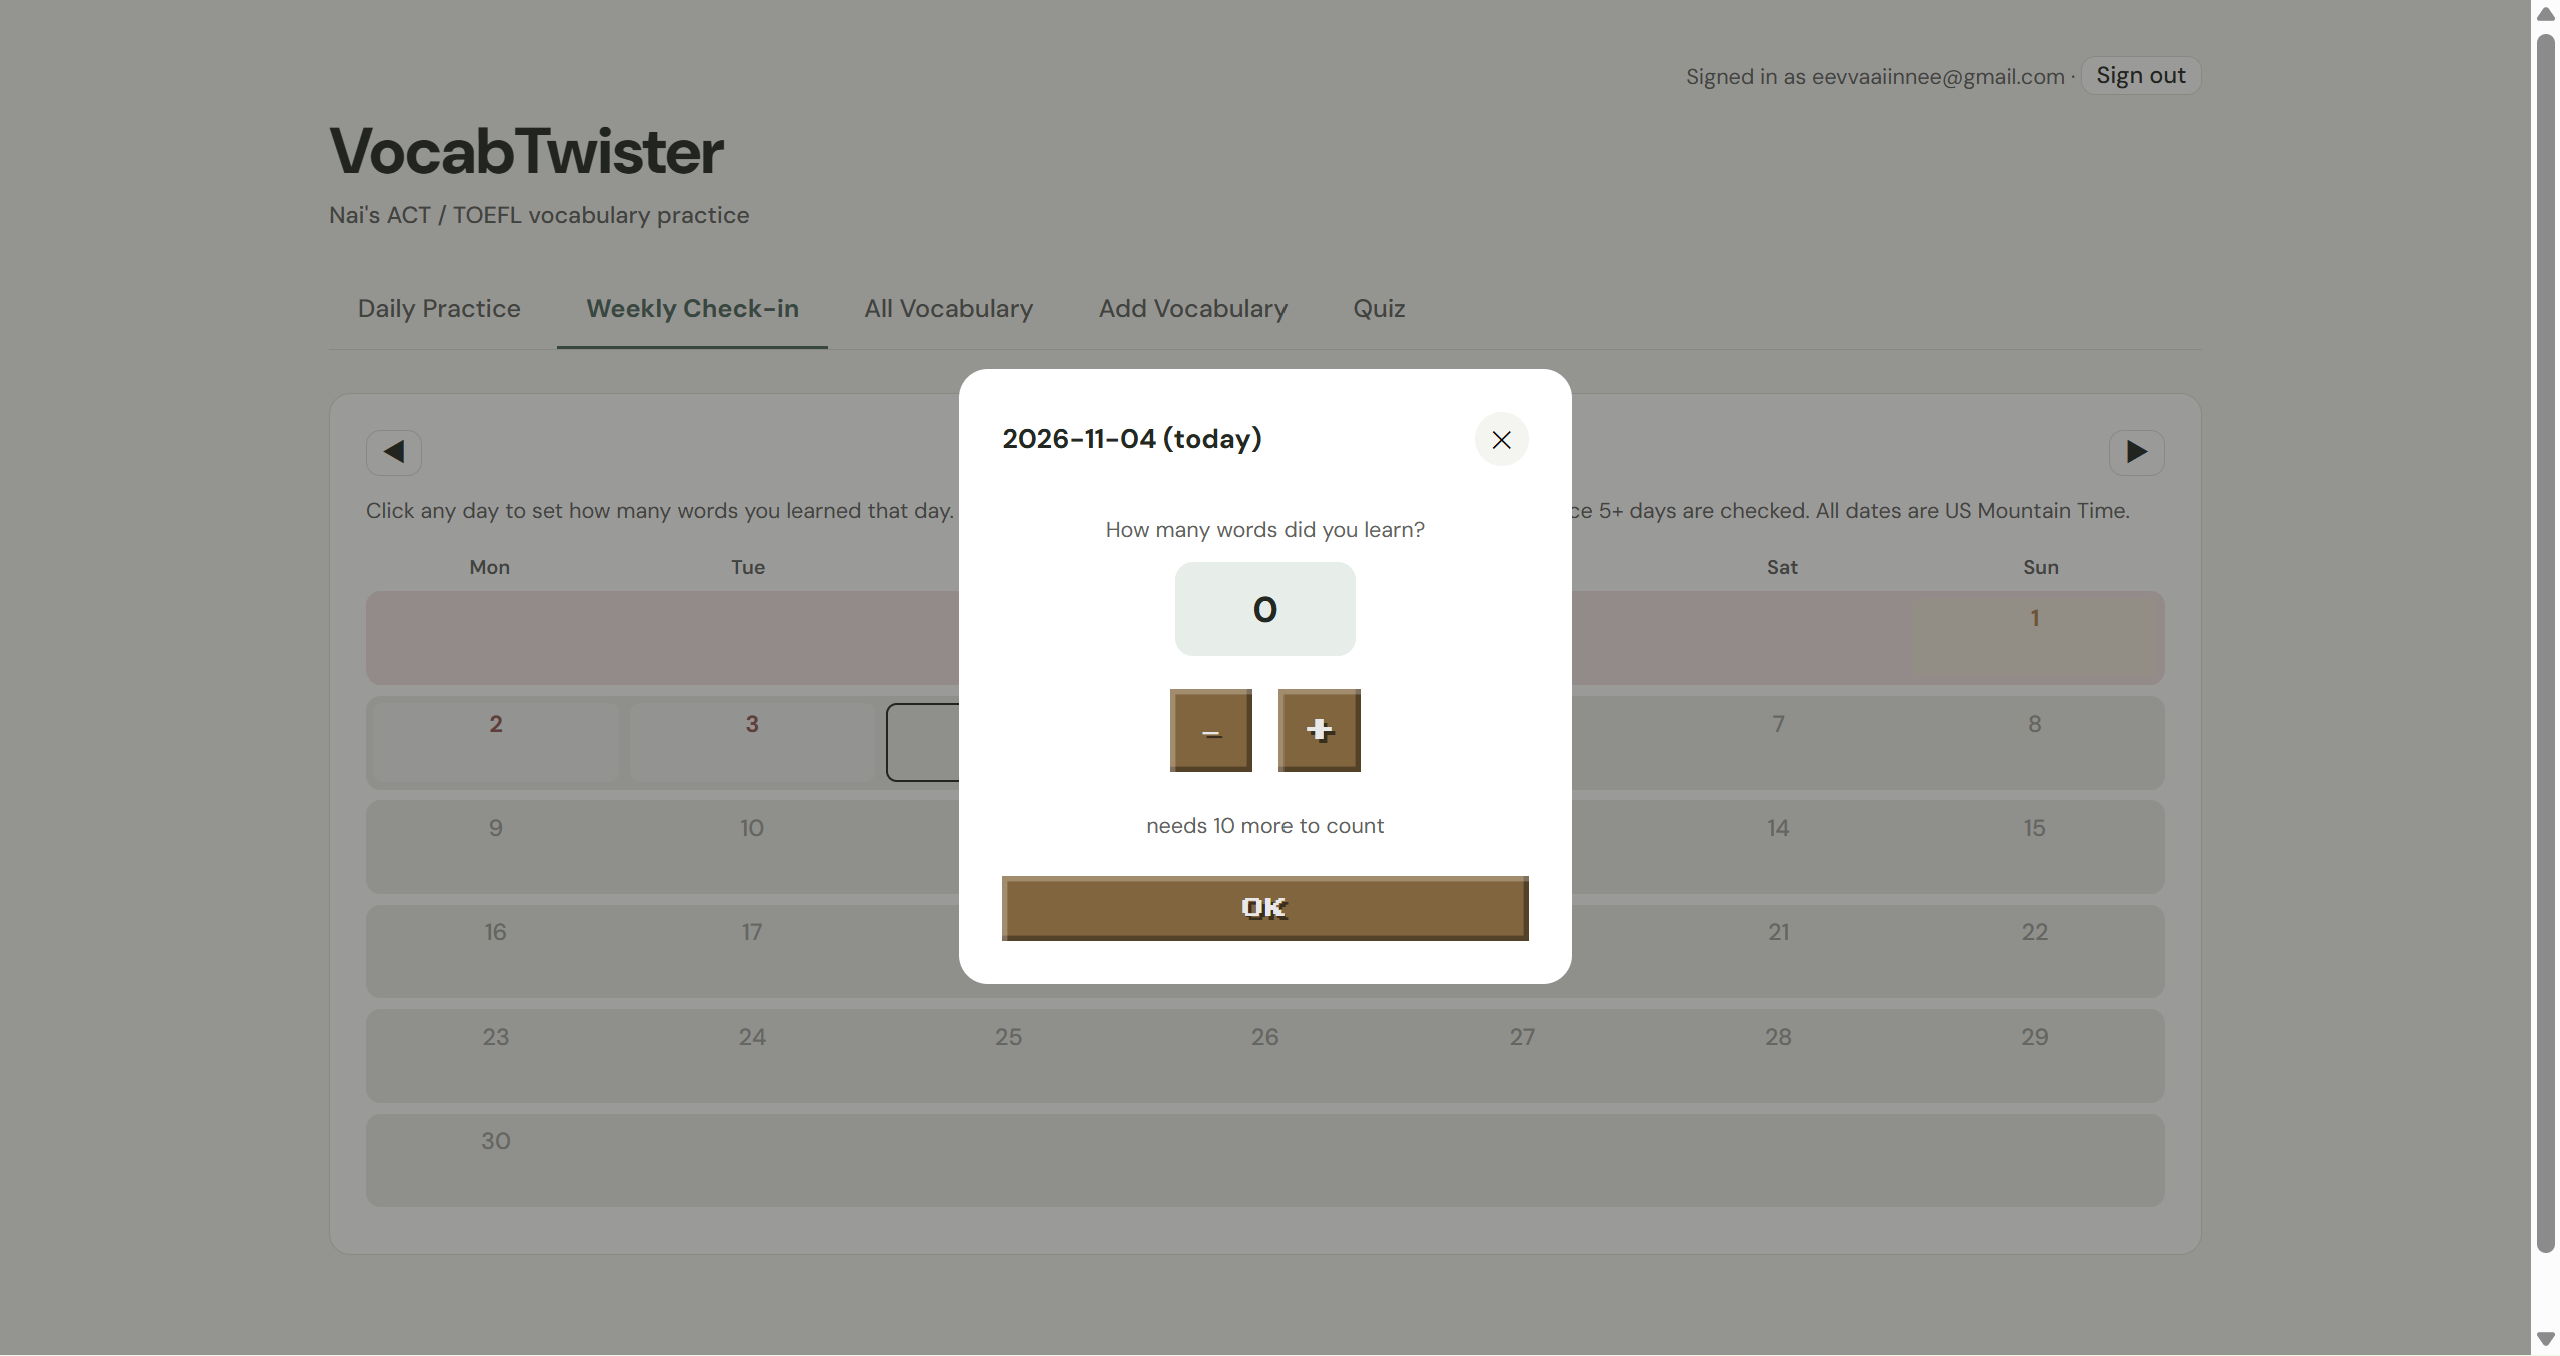 Signed in as eevvaaiinnee@gmail.com · Sign out
VocabTwister
Nai's ACT / TOEFL vocabulary practice
Daily Practice Weekly Check-in All Vocabulary Add Vocabulary Quiz
◀ ▶
Click any day to set how many words you learned that day.
5+ days are checked. All dates are US Mountain Time.
Mon Tue Sat Sun
1
2 3 7 8
9 10 14 15
16 17 21 22
23 24 25 26 27 28 29
30
2026-11-04 (today) ×
How many words did you learn?
0
– +
needs 10 more to count
OK